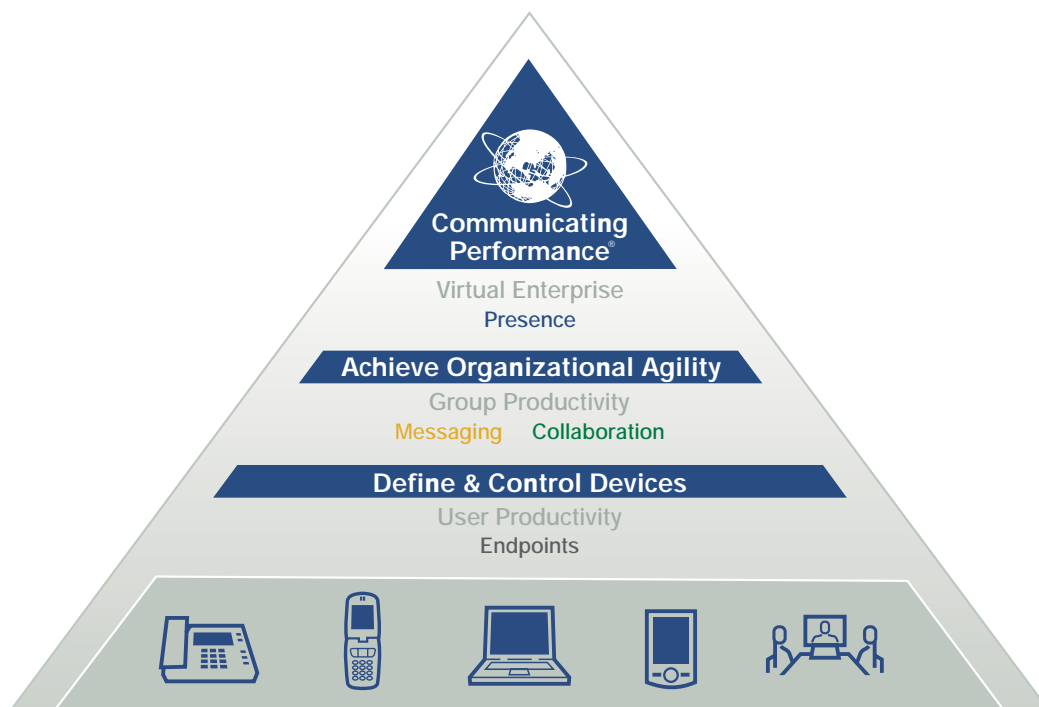 Communicating
Performance®
Virtual Enterprise
Presence
Achieve Organizational Agility
Group Productivity
Messaging Collaboration
Define & Control Devices
User Productivity
Endpoints